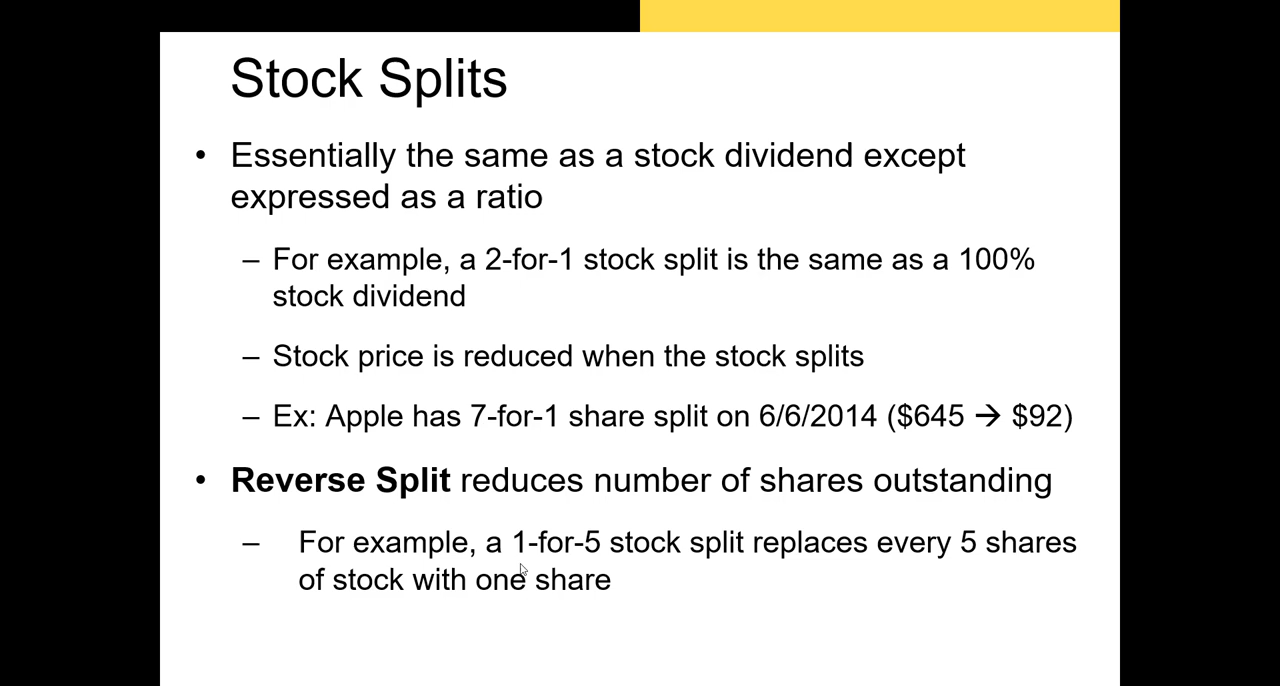 Stock Splits
• Essentially the same as a stock dividend except
expressed as a ratio
– For example, a 2-for-1 stock split is the same as a 100%
stock dividend
– Stock price is reduced when the stock splits
– Ex: Apple has 7-for-1 share split on 6/6/2014 ($645 → $92)
• Reverse Split reduces number of shares outstanding
– For example, a 1-for-5 stock split replaces every 5 shares
of stock with one share